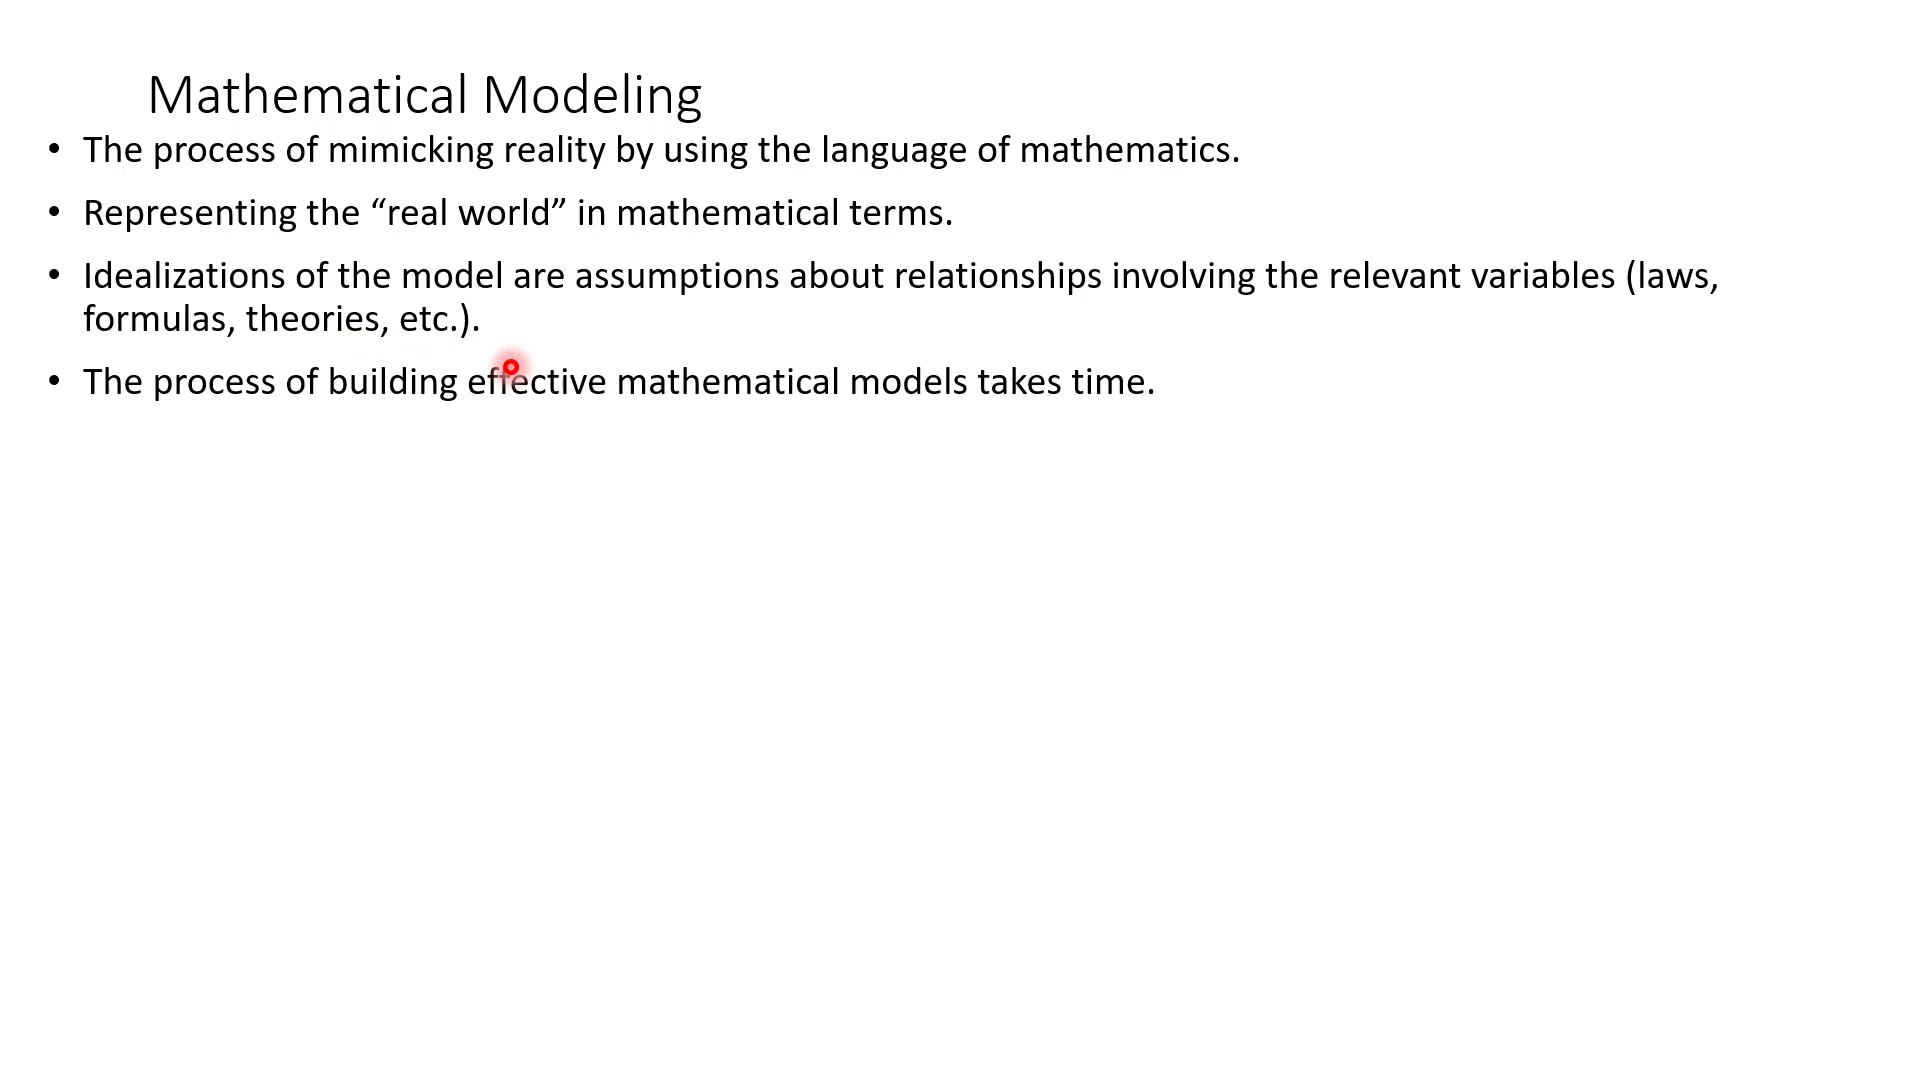 Mathematical Modeling
• The process of mimicking reality by using the language of mathematics.
• Representing the “real world” in mathematical terms.
• Idealizations of the model are assumptions about relationships involving the relevant variables (laws,
formulas, theories, etc.).
• The process of building effective mathematical models takes time.